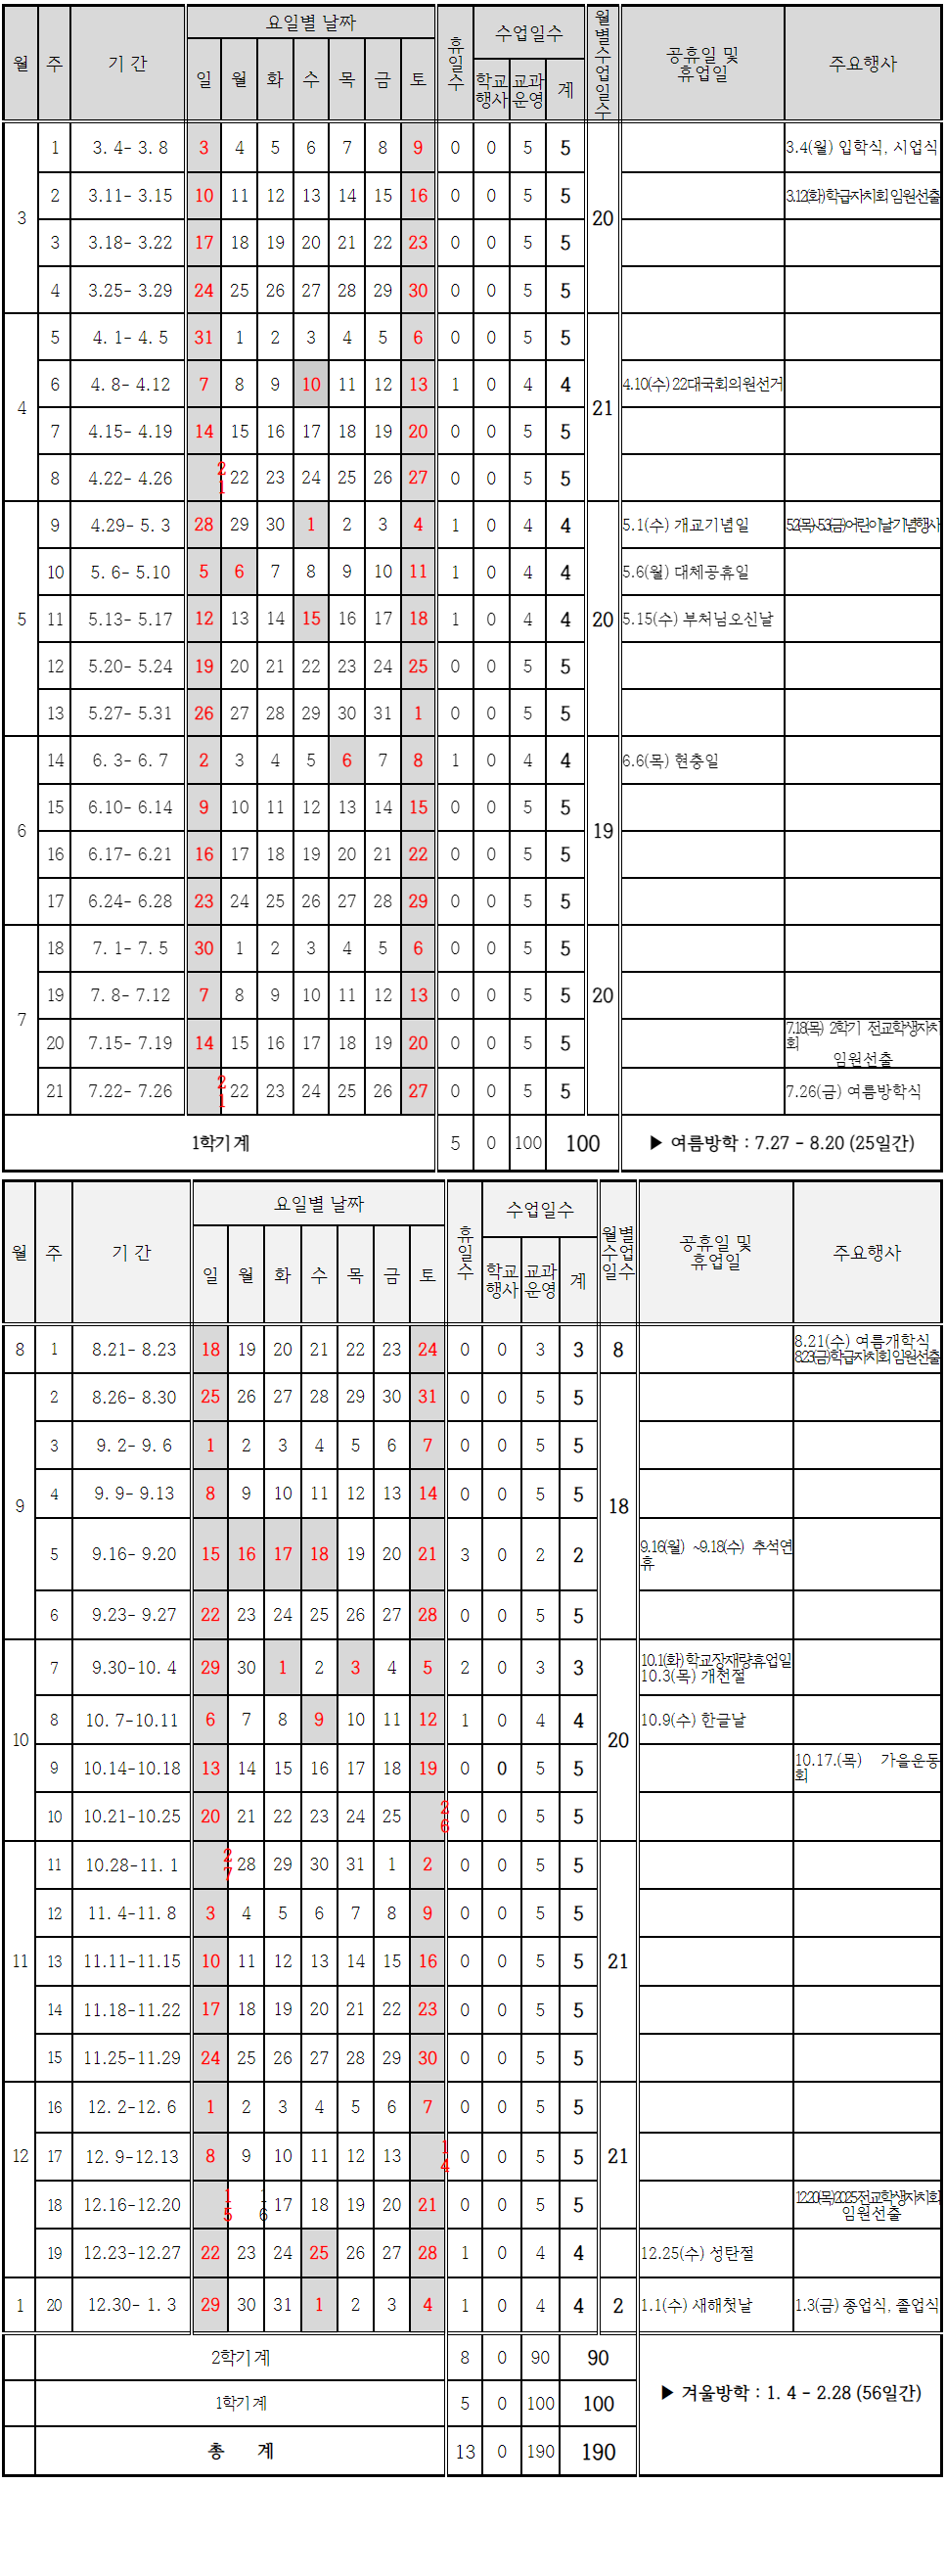 월 주 기 간 요일별 날짜 휴일수 수업일수 월별수업일수 공휴일 및 휴업일 주요행사
일 월 화 수 목 금 토 학교행사 교과운영 계
3 1 3. 4- 3. 8 3 4 5 6 7 8 9 0 0 5 5 20 3.4(월) 입학식, 시업식
2 3.11- 3.15 10 11 12 13 14 15 16 0 0 5 5 3.12(화)학급자치회 임원선출
3 3.18- 3.22 17 18 19 20 21 22 23 0 0 5 5
4 3.25- 3.29 24 25 26 27 28 29 30 0 0 5 5
4 5 4. 1- 4. 5 31 1 2 3 4 5 6 0 0 5 5 21
6 4. 8- 4.12 7 8 9 10 11 12 13 1 0 4 4 4.10(수) 22대국회의원선거
7 4.15- 4.19 14 15 16 17 18 19 20 0 0 5 5
8 4.22- 4.26 21 22 23 24 25 26 27 0 0 5 5
5 9 4.29- 5. 3 28 29 30 1 2 3 4 1 0 4 4 20 5.1(수) 개교기념일 5.2(목)~5.3(금)어린이날 기념행사
10 5. 6- 5.10 5 6 7 8 9 10 11 1 0 4 4 5.6(월) 대체공휴일
11 5.13- 5.17 12 13 14 15 16 17 18 1 0 4 4 5.15(수) 부처님오신날
12 5.20- 5.24 19 20 21 22 23 24 25 0 0 5 5
13 5.27- 5.31 26 27 28 29 30 31 1 0 0 5 5
6 14 6. 3- 6. 7 2 3 4 5 6 7 8 1 0 4 4 19 6.6(목) 현충일
15 6.10- 6.14 9 10 11 12 13 14 15 0 0 5 5
16 6.17- 6.21 16 17 18 19 20 21 22 0 0 5 5
17 6.24- 6.28 23 24 25 26 27 28 29 0 0 5 5
7 18 7. 1- 7. 5 30 1 2 3 4 5 6 0 0 5 5 20
19 7. 8- 7.12 7 8 9 10 11 12 13 0 0 5 5
20 7.15- 7.19 14 15 16 17 18 19 20 0 0 5 5 7.18(목) 2학기 전교학생자치회
임원선출
21 7.22- 7.26 21 22 23 24 25 26 27 0 0 5 5 7.26(금) 여름방학식
1학기 계 5 0 100 100 ▶ 여름방학 : 7.27 - 8.20 (25일간)
월 주 기 간 요일별 날짜 휴일수 수업일수 월별수업일수 공휴일 및 휴업일 주요행사
일 월 화 수 목 금 토 학교행사 교과운영 계
8 1 8.21- 8.23 18 19 20 21 22 23 24 0 0 3 3 8 8.21(수) 여름개학식
8.23(금)학급자치회 임원선출
9 2 8.26- 8.30 25 26 27 28 29 30 31 0 0 5 5 18
3 9. 2- 9. 6 1 2 3 4 5 6 7 0 0 5 5
4 9. 9- 9.13 8 9 10 11 12 13 14 0 0 5 5
5 9.16- 9.20 15 16 17 18 19 20 21 3 0 2 2 9.16(월) ~9.18(수) 추석연휴
6 9.23- 9.27 22 23 24 25 26 27 28 0 0 5 5
10 7 9.30-10. 4 29 30 1 2 3 4 5 2 0 3 3 20 10.1(화)학교장재량휴업일
10.3(목) 개천절
8 10. 7-10.11 6 7 8 9 10 11 12 1 0 4 4 10.9(수) 한글날
9 10.14-10.18 13 14 15 16 17 18 19 0 0 5 5 10.17.(목) 가을운동회
10 10.21-10.25 20 21 22 23 24 25 26 0 0 5 5
11 11 10.28-11. 1 27 28 29 30 31 1 2 0 0 5 5 21
12 11. 4-11. 8 3 4 5 6 7 8 9 0 0 5 5
13 11.11-11.15 10 11 12 13 14 15 16 0 0 5 5
14 11.18-11.22 17 18 19 20 21 22 23 0 0 5 5
15 11.25-11.29 24 25 26 27 28 29 30 0 0 5 5
12 16 12. 2-12. 6 1 2 3 4 5 6 7 0 0 5 5 21
17 12. 9-12.13 8 9 10 11 12 13 14 0 0 5 5
18 12.16-12.20 15 16 17 18 19 20 21 0 0 5 5 12.20(목)2025전교학생자치회
임원선출
19 12.23-12.27 22 23 24 25 26 27 28 1 0 4 4 12.25(수) 성탄절
1 20 12.30- 1. 3 29 30 31 1 2 3 4 1 0 4 4 2 1.1(수) 새해첫날 1.3(금) 종업식, 졸업식
2학기 계 8 0 90 90 ▶ 겨울방학 : 1. 4 - 2.28 (56일간)
1학기 계 5 0 100 100
총 계 13 0 190 190